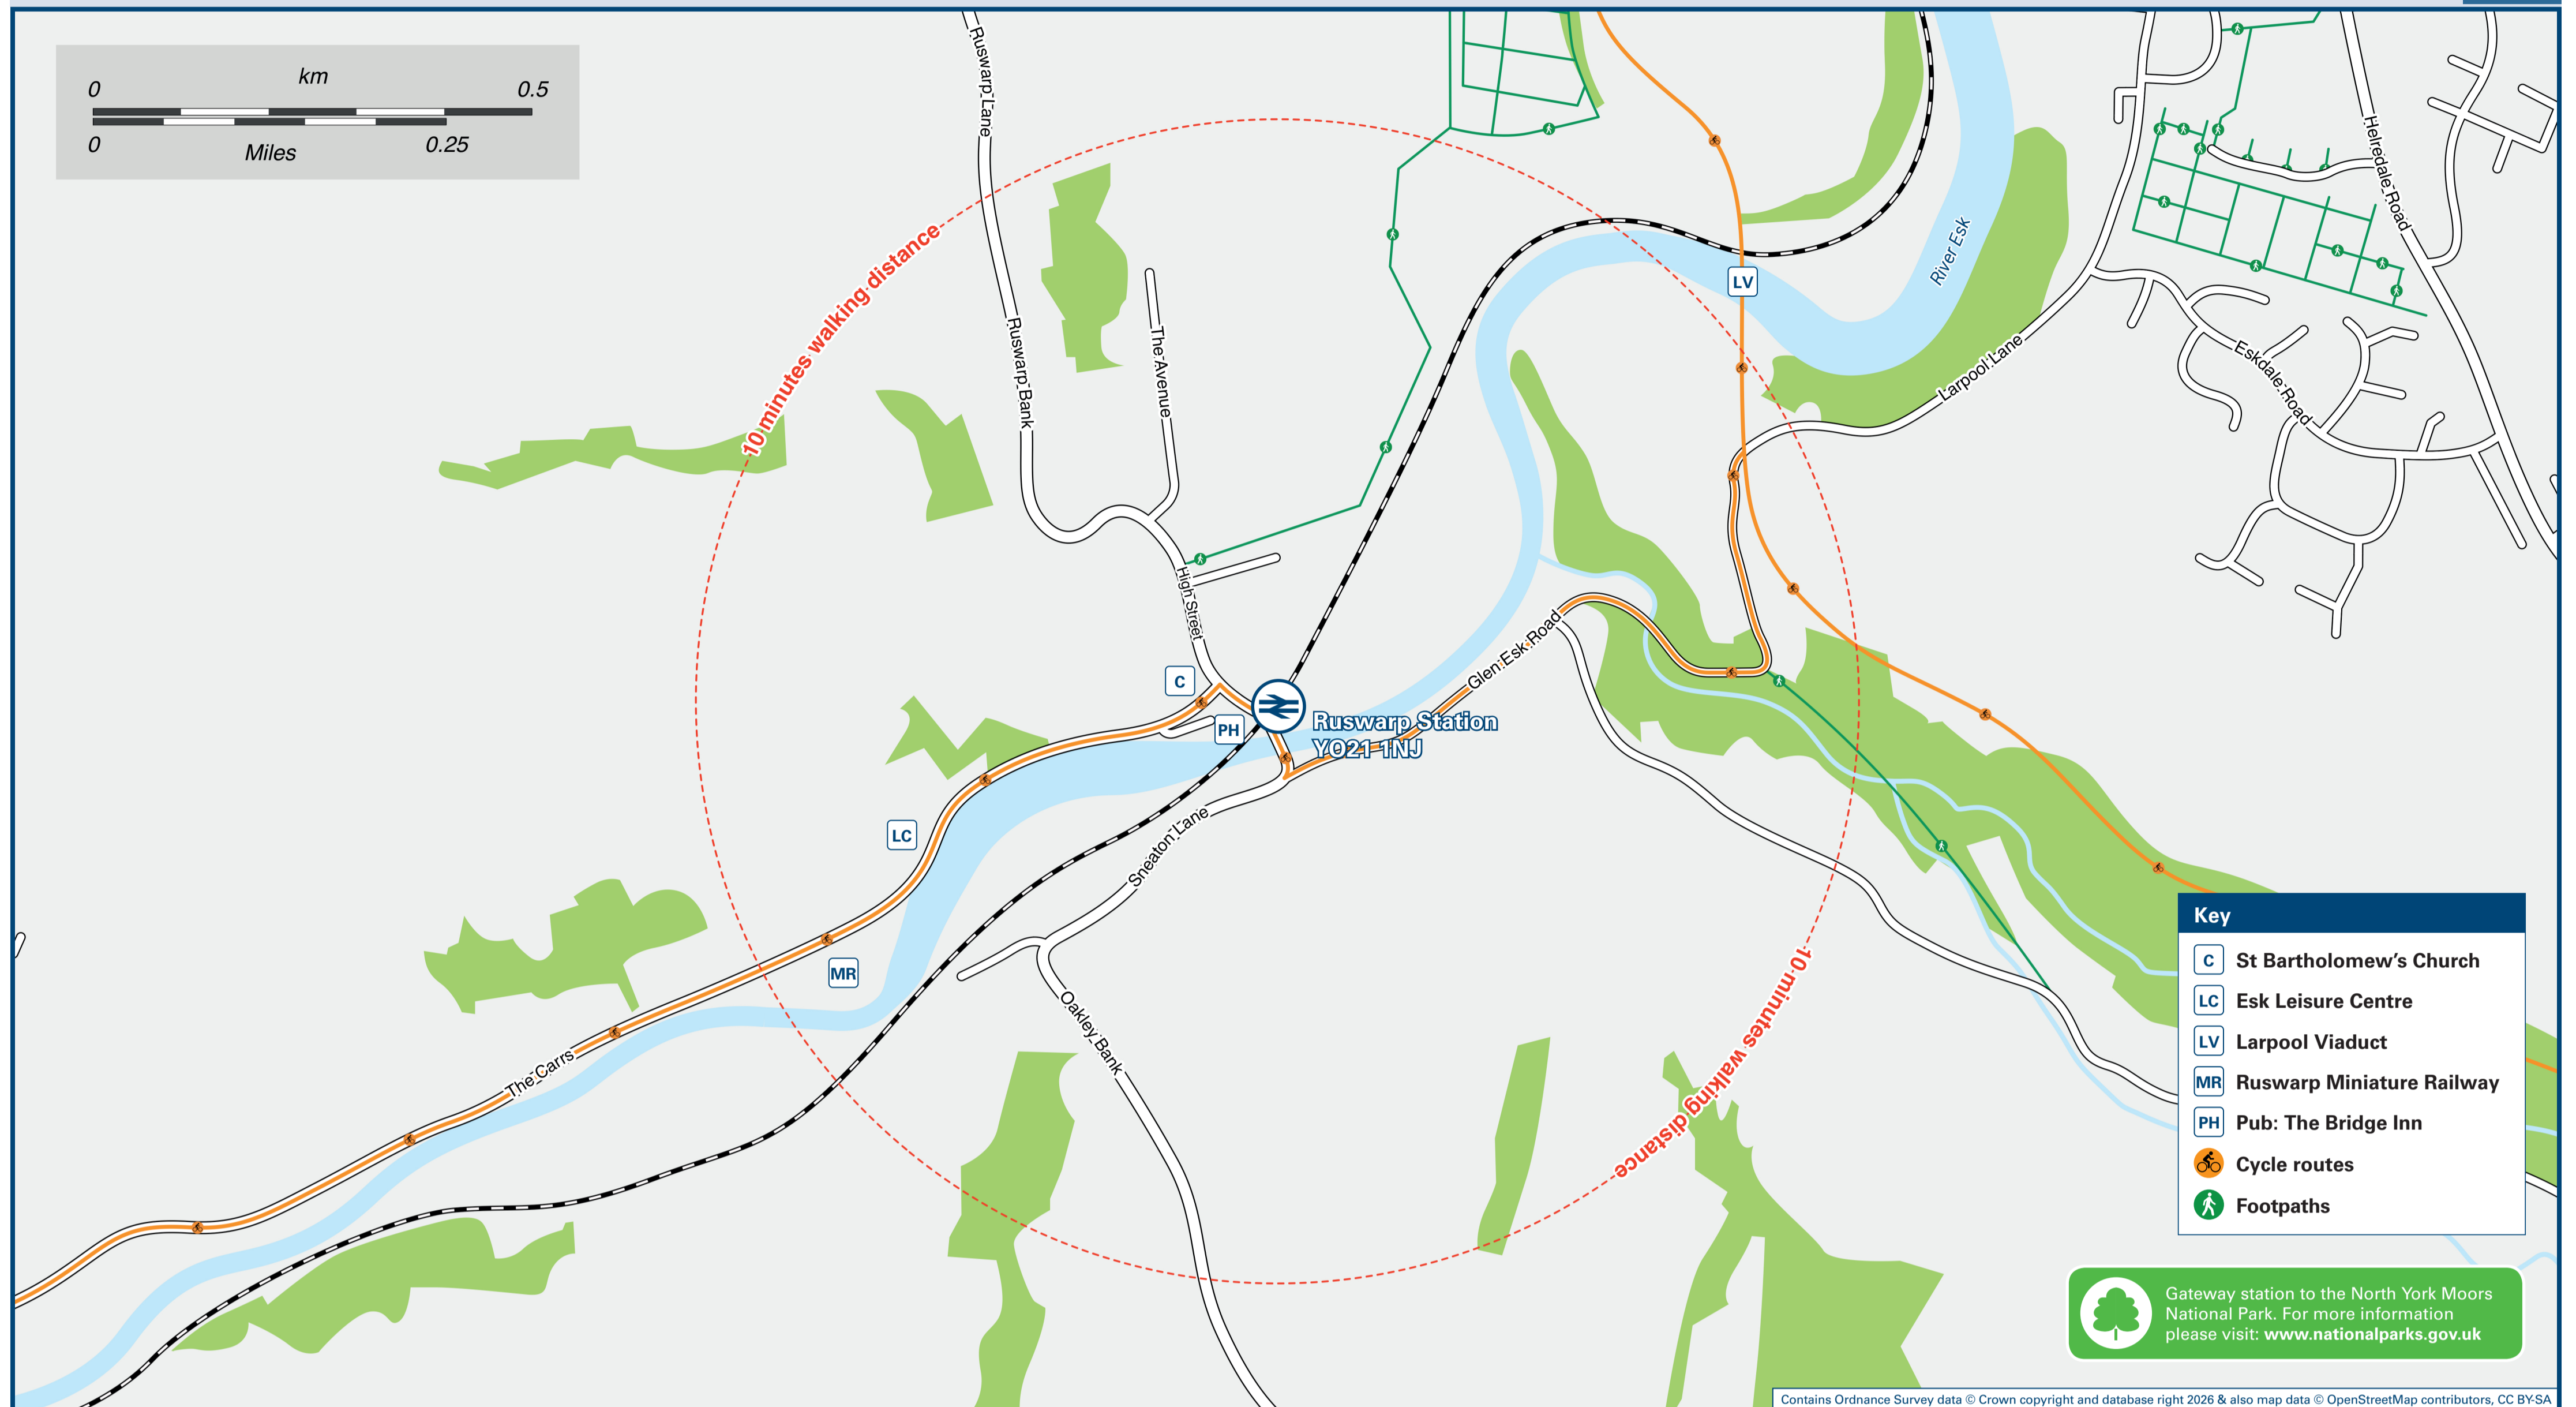 km
0
0.5
0
Miles
0.25
Ruswarp Lane
Helredale Road
10 minutes walking distance
River Esk
LV
Ruswarp Bank
The Avenue
Larpool Lane
Eskdale Road
High Street
Glen Esk Road
C
PH
Ruswarp Station
YO21 1NJ
LC
Sneaton Lane
MR
10 minutes walking distance
Oakley Bank
The Carrs
Key
C St Bartholomew’s Church
LC Esk Leisure Centre
LV Larpool Viaduct
MR Ruswarp Miniature Railway
PH Pub: The Bridge Inn
Cycle routes
Footpaths
Gateway station to the North York Moors
National Park. For more information
please visit: www.nationalparks.gov.uk
Contains Ordnance Survey data © Crown copyright and database right 2026 & also map data © OpenStreetMap contributors, CC BY-SA